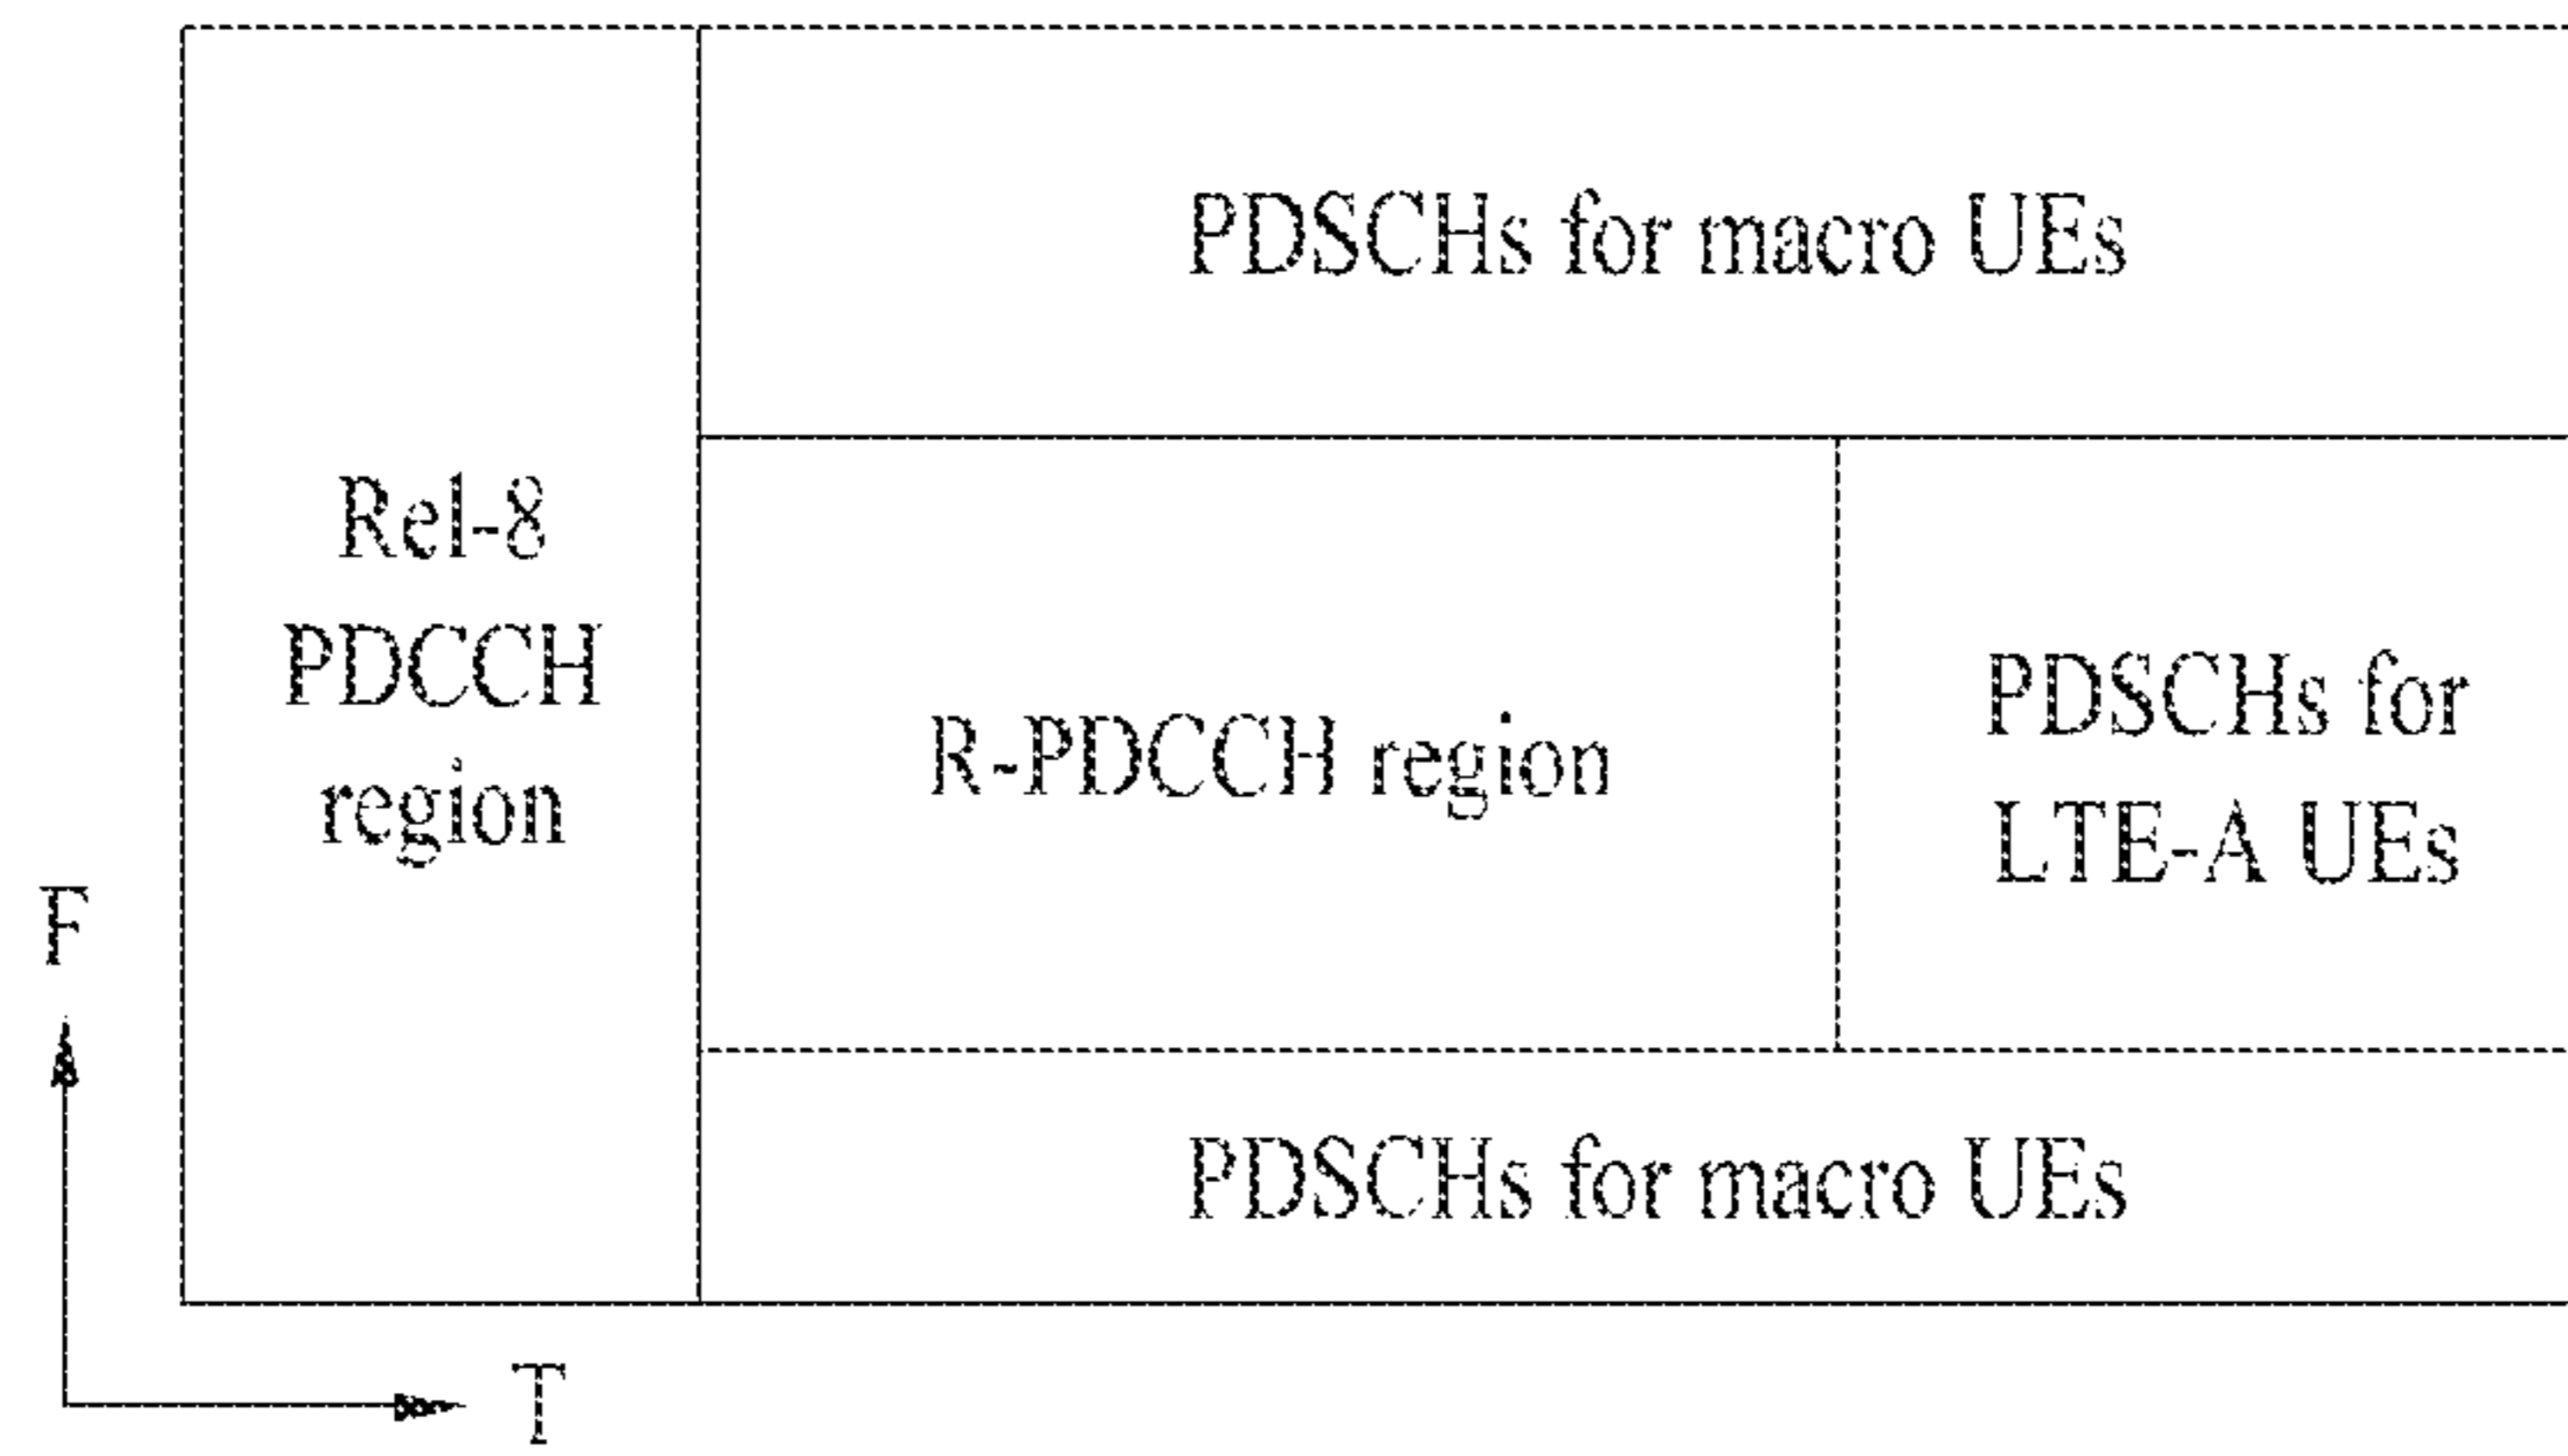 PDSCHs for macro UEs
Rel-8
PDCCH
region
R-PDCCH region
PDSCHs for
LTE-A UEs
PDSCHs for macro UEs
F
T